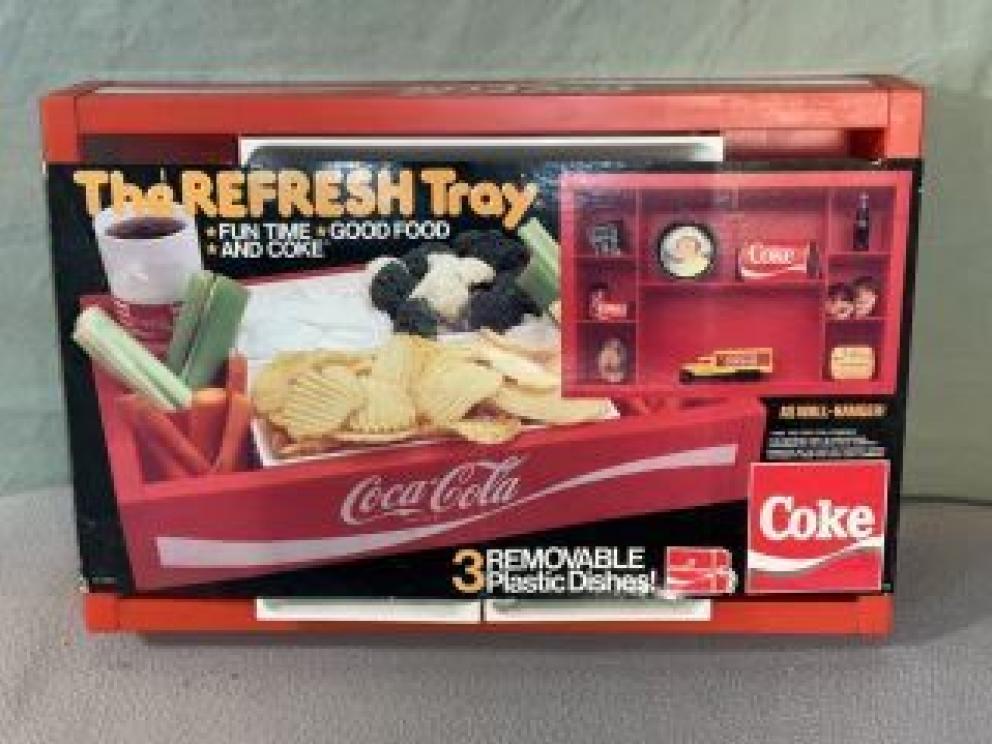 The REFRESH Tray
★FUN TIME ★GOOD FOOD
★AND COKE
Coke
AS WALL-HANGER!
Coca-Cola
Coke
3 REMOVABLE
Plastic Dishes!